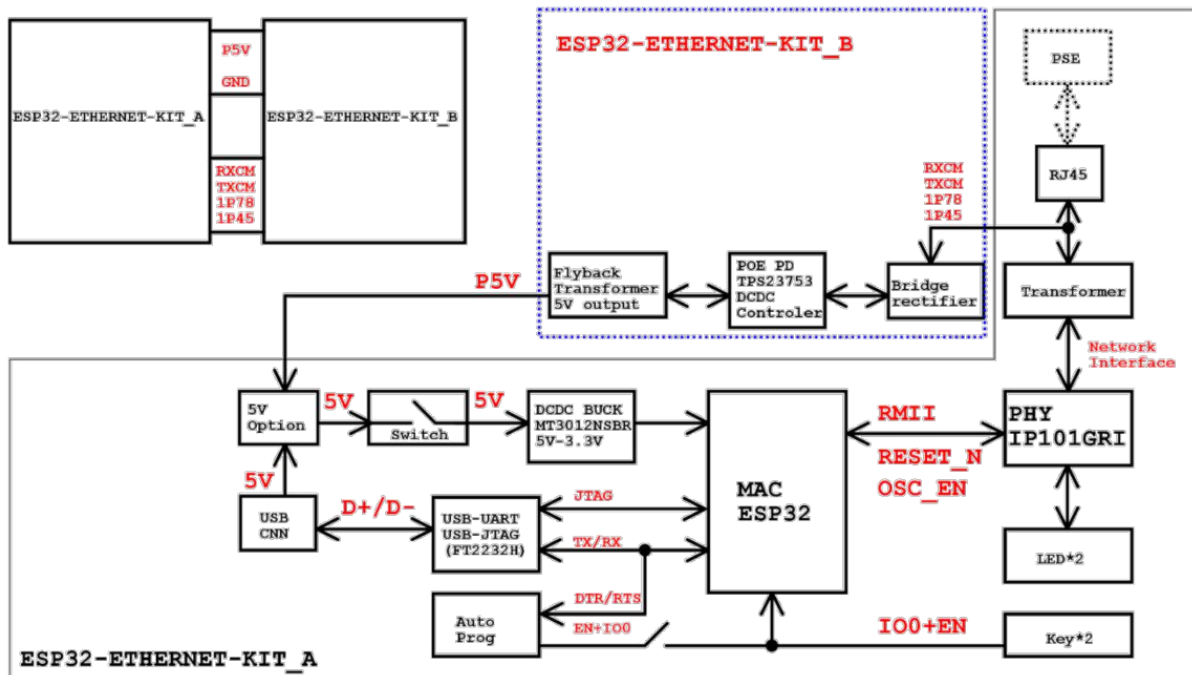 P5V
GND
ESP32-ETHERNET-KIT_A
ESP32-ETHERNET-KIT_B
RXCM
TXCM
1P78
1P45
ESP32-ETHERNET-KIT_B
PSE
RJ45
RXCM
TXCM
1P78
1P45
P5V
Flyback
Transformer
5V output
POE PD
TPS23753
DCDC
Controler
Bridge
rectifier
Transformer
Network
Interface
5V
Option
5V
Switch
5V
DCDC BUCK
MT3012NSBR
5V-3.3V
MAC
ESP32
RMII
RESET_N
OSC_EN
PHY
IP101GRI
5V
USB
CNN
D+/D-
USB-UART
USB-JTAG
(FT2232H)
JTAG
TX/RX
LED*2
DTR/RTS
Auto
Prog
EN+IO0
IO0+EN
Key*2
ESP32-ETHERNET-KIT_A